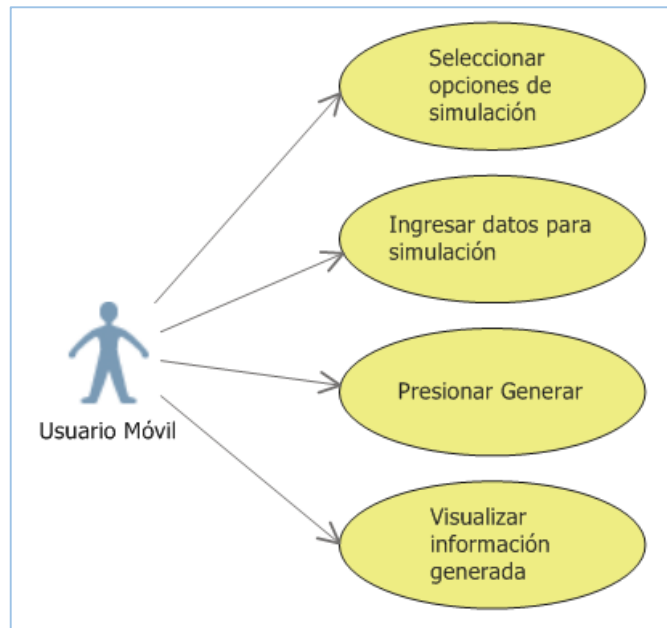 Seleccionar
opciones de
simulación
Ingresar datos para
simulación
Presionar Generar
Usuario Móvil
Visualizar
información
generada